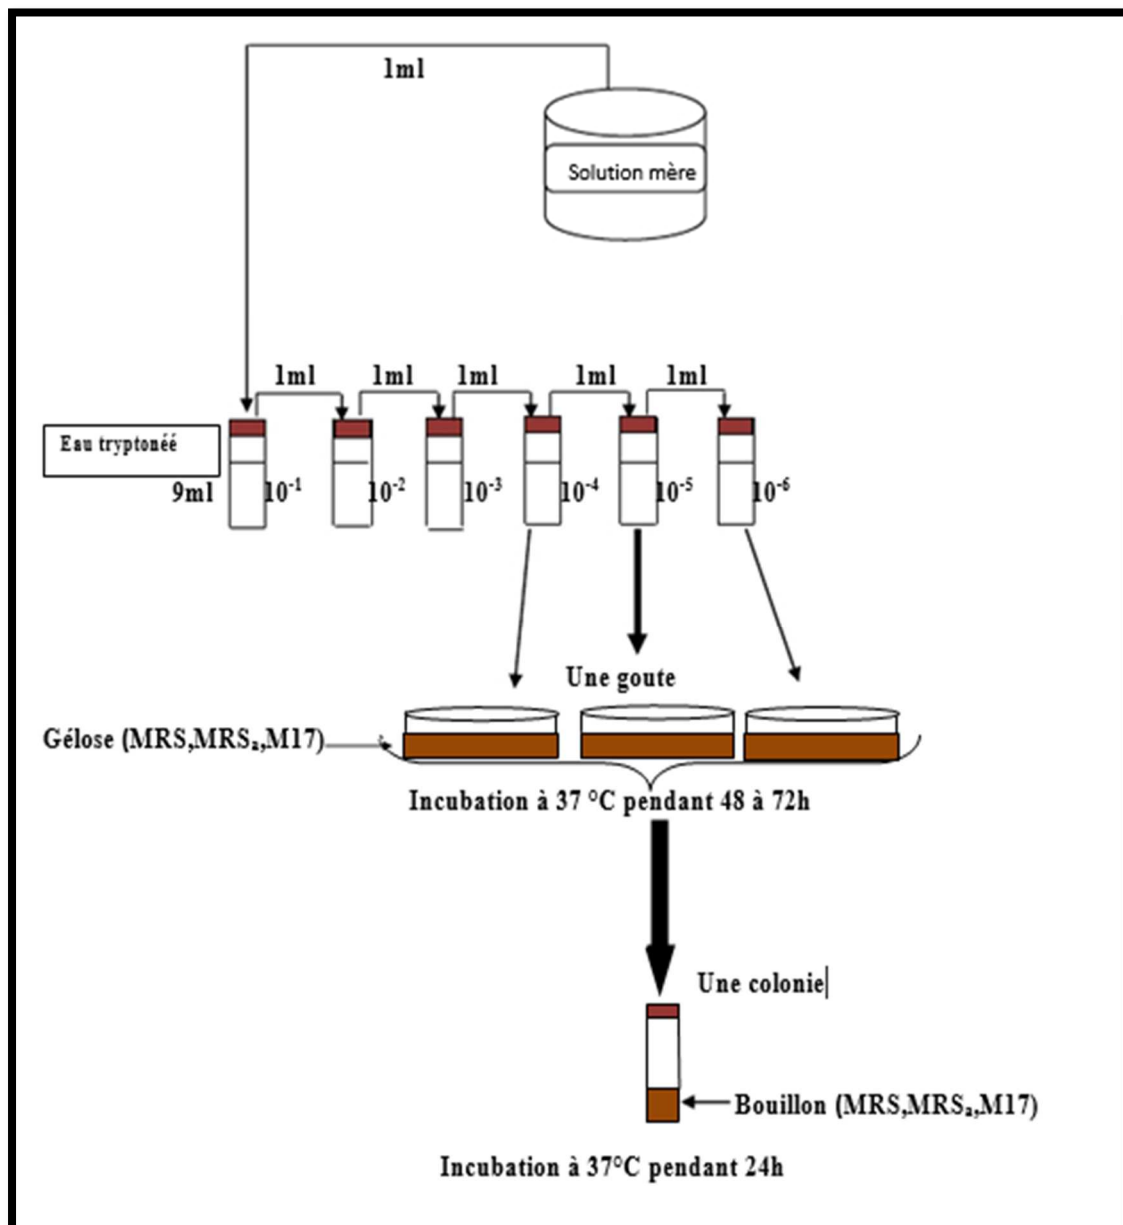 1ml
Solution mère
1ml 1ml 1ml 1ml 1ml
Eau tryptonéé
9ml 10⁻¹ 10⁻² 10⁻³ 10⁻⁴ 10⁻⁵ 10⁻⁶
Une goute
Gélose (MRS,MRSₐ,M17)
Incubation à 37 °C pendant 48 à 72h
Une colonie
Bouillon (MRS,MRSₐ,M17)
Incubation à 37°C pendant 24h